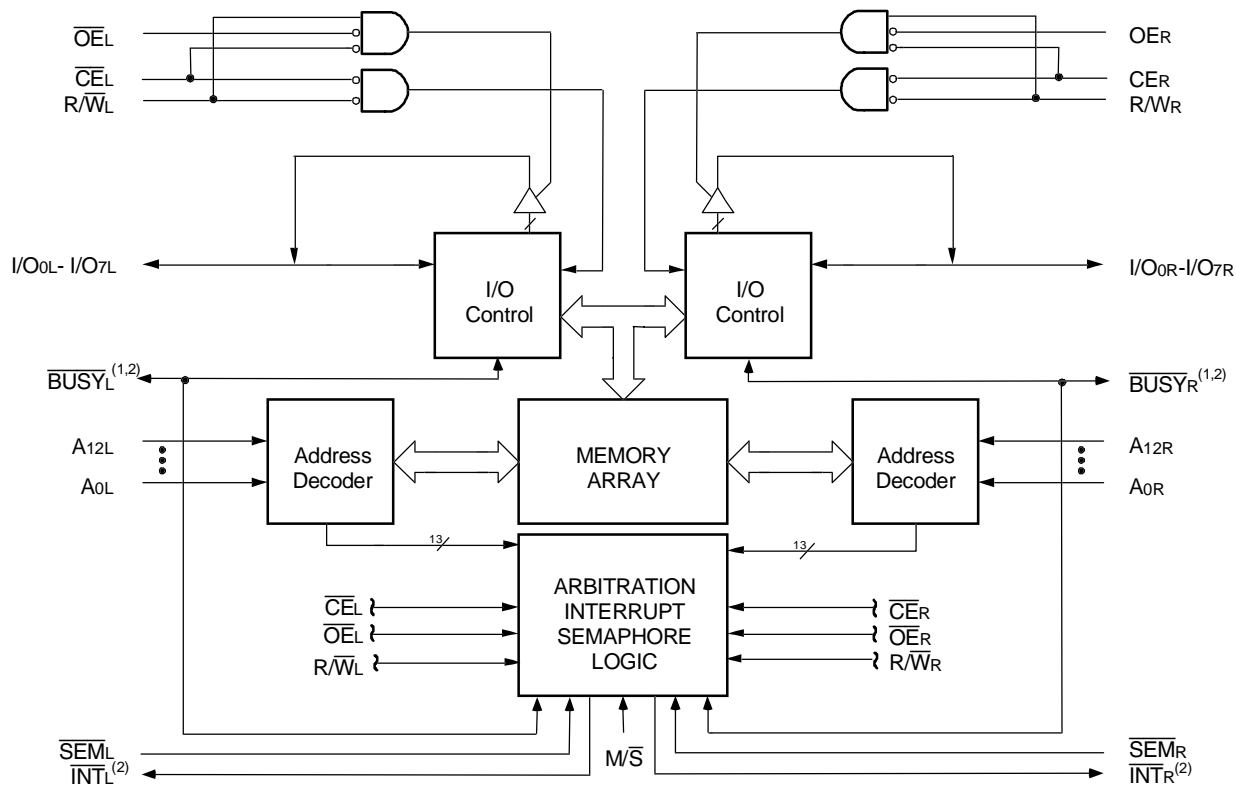 OEL
OER
CEL
CER
R/WL
R/WR
I/O0L- I/O7L
I/O0R-I/O7R
I/O
Control
I/O
Control
BUSYL(1,2)
BUSYR(1,2)
A12L
A0L
Address
Decoder
MEMORY
ARRAY
Address
Decoder
A12R
A0R
13
13
ARBITRATION
INTERRUPT
SEMAPHORE
LOGIC
CEL
OEL
R/WL
CER
OER
R/WR
SEML
M/S
SEMR
INTL(2)
INTR(2)